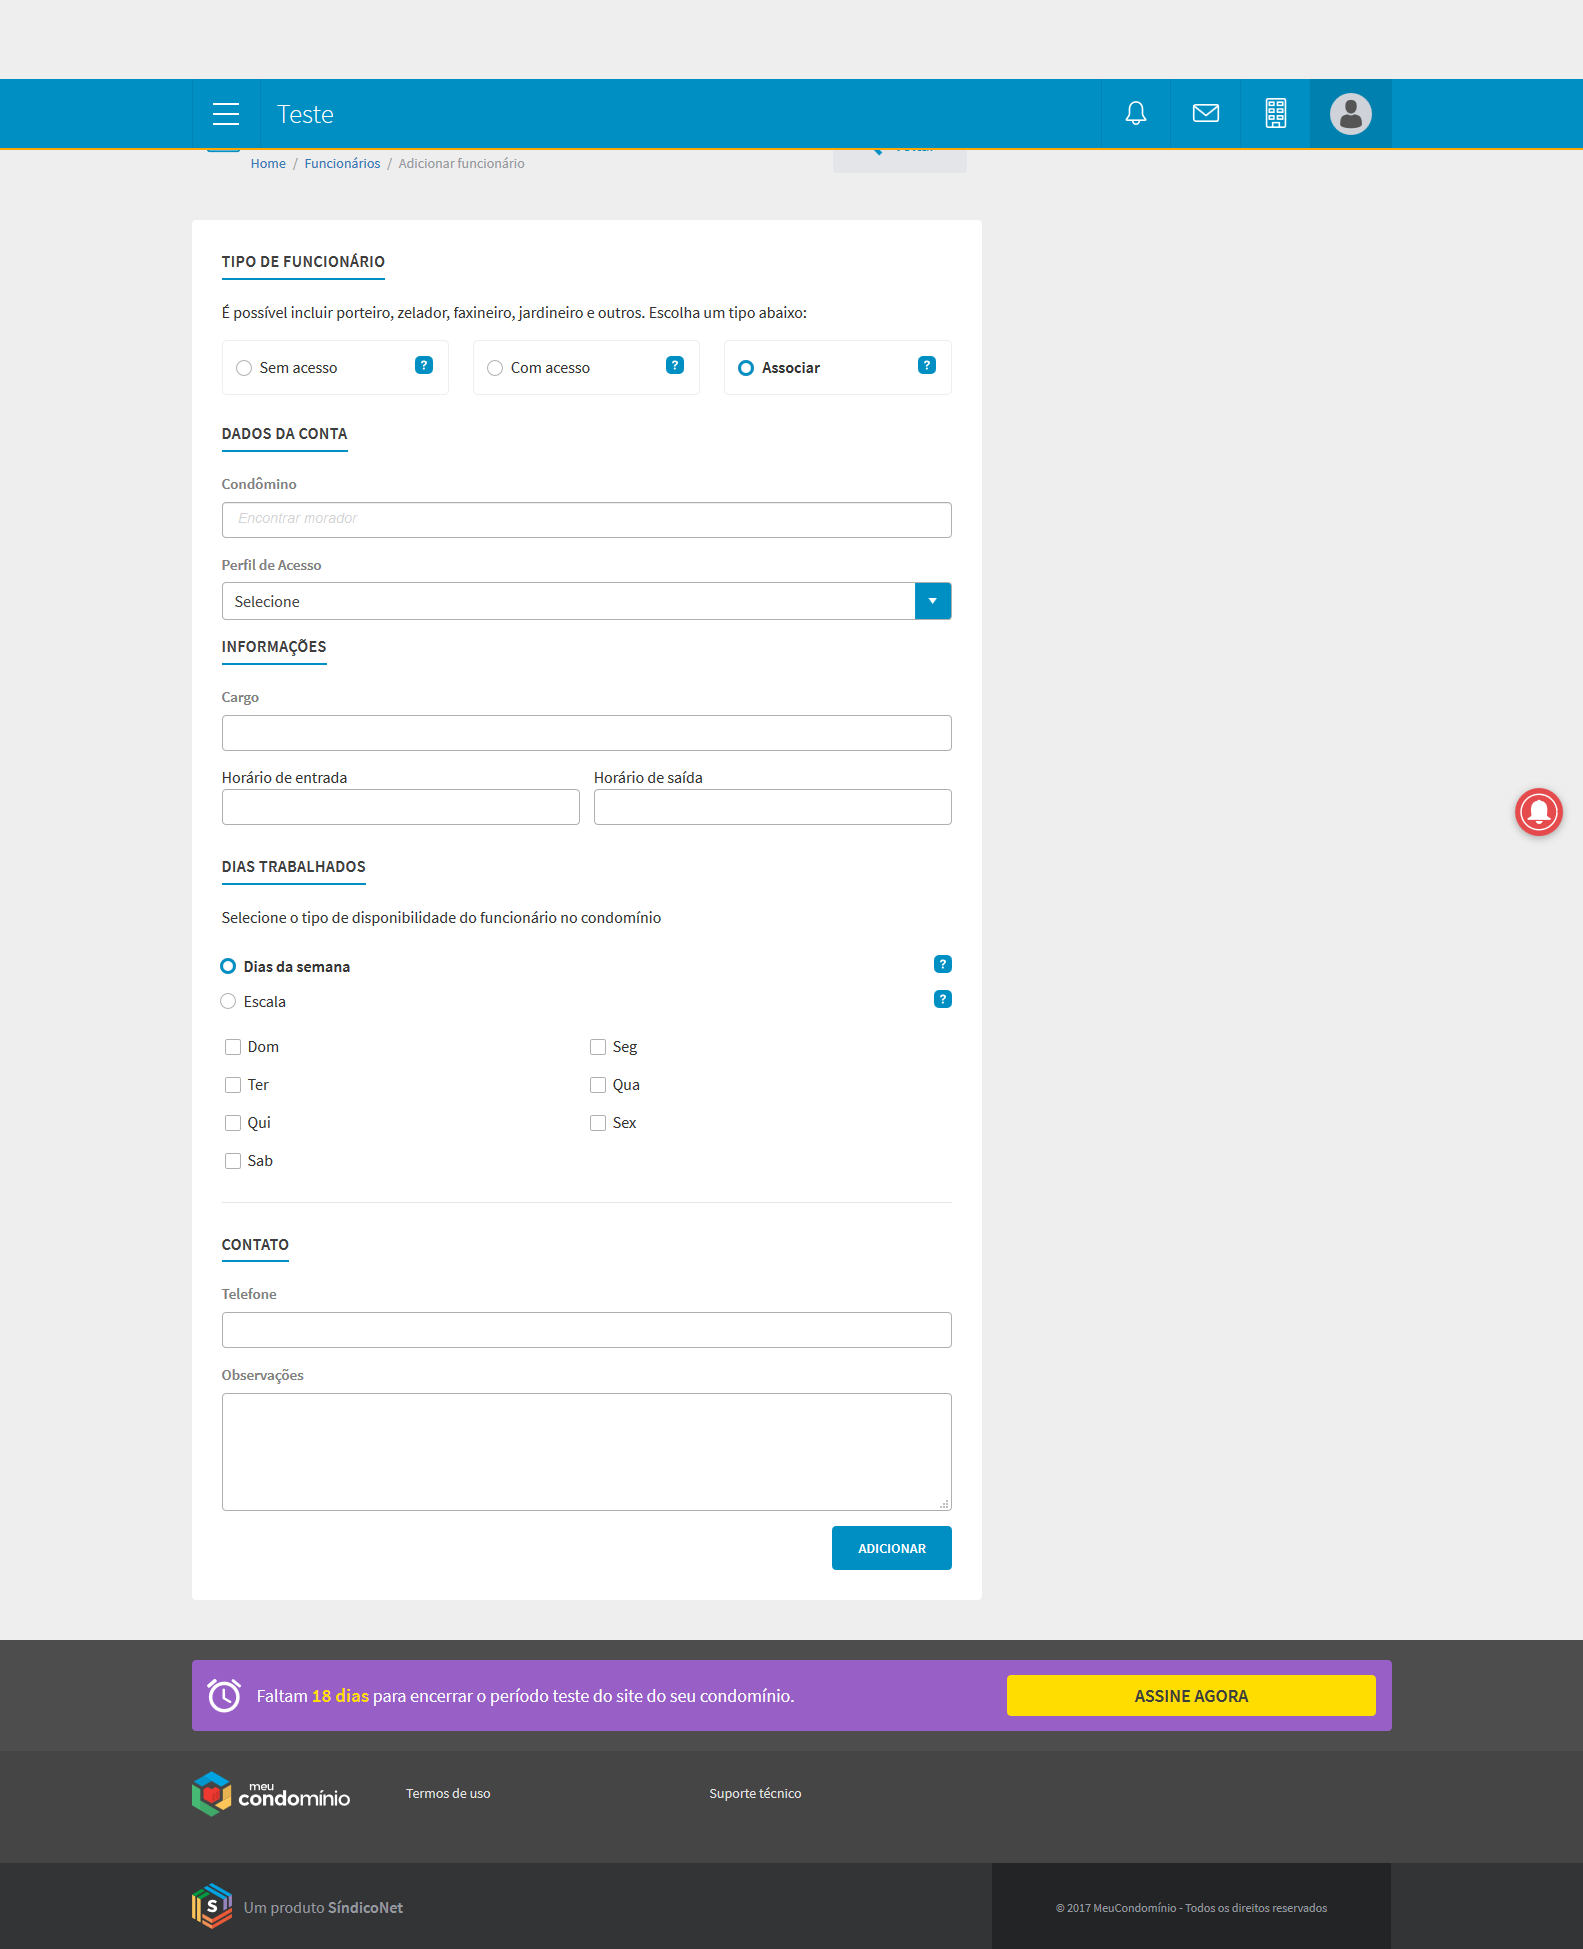 Teste
Home / Funcionários / Adicionar funcionário
TIPO DE FUNCIONÁRIO
É possível incluir porteiro, zelador, faxineiro, jardineiro e outros. Escolha um tipo abaixo:
Sem acesso ? Com acesso ? Associar ?
DADOS DA CONTA
Condômino
Encontrar morador
Perfil de Acesso
Selecione
INFORMAÇÕES
Cargo
Horário de entrada Horário de saída
DIAS TRABALHADOS
Selecione o tipo de disponibilidade do funcionário no condomínio
Dias da semana ?
Escala ?
Dom Seg
Ter Qua
Qui Sex
Sab
CONTATO
Telefone
Observações
ADICIONAR
Faltam 18 dias para encerrar o período teste do site do seu condomínio. ASSINE AGORA
meu
condomínio Termos de uso Suporte técnico
S Um produto SíndicoNet © 2017 MeuCondomínio - Todos os direitos reservados